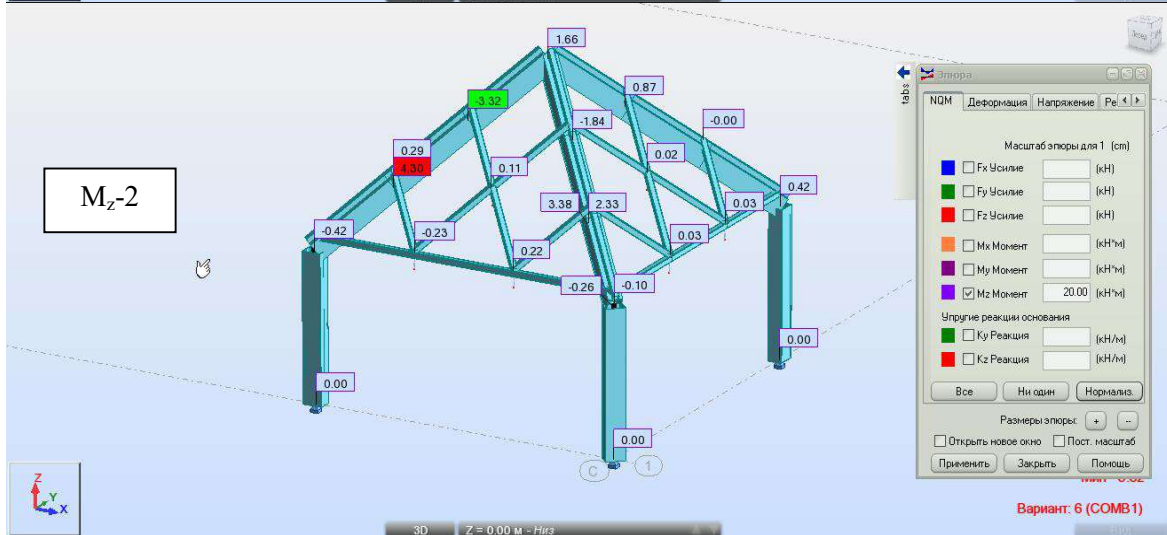 1.66
-3.32
0.87
-1.84
-0.00
0.29
4.30
0.11
0.02
0.42
3.38
2.33
0.03
-0.42
-0.23
0.22
0.03
-0.26
-0.10
0.00
0.00
0.00
C
1
Mz-2
Z
Y
X
tabs
Эпюра
NQM Деформация Напряжение Ре
Масштаб эпюры для 1 (cm)
Fx Усилие (кН)
Fy Усилие (кН)
Fz Усилие (кН)
Mx Момент (кН*м)
My Момент (кН*м)
Mz Момент 20.00 (кН*м)
Упругие реакции основания
Ky Реакция (кН/м)
Kz Реакция (кН/м)
Все Ни один Нормализ.
Размеры эпюры: + --
Открыть новое окно Пост. масштаб
Применить Закрыть Помощь
Вариант: 6 (COMB1)
3D Z = 0.00 м - Низ